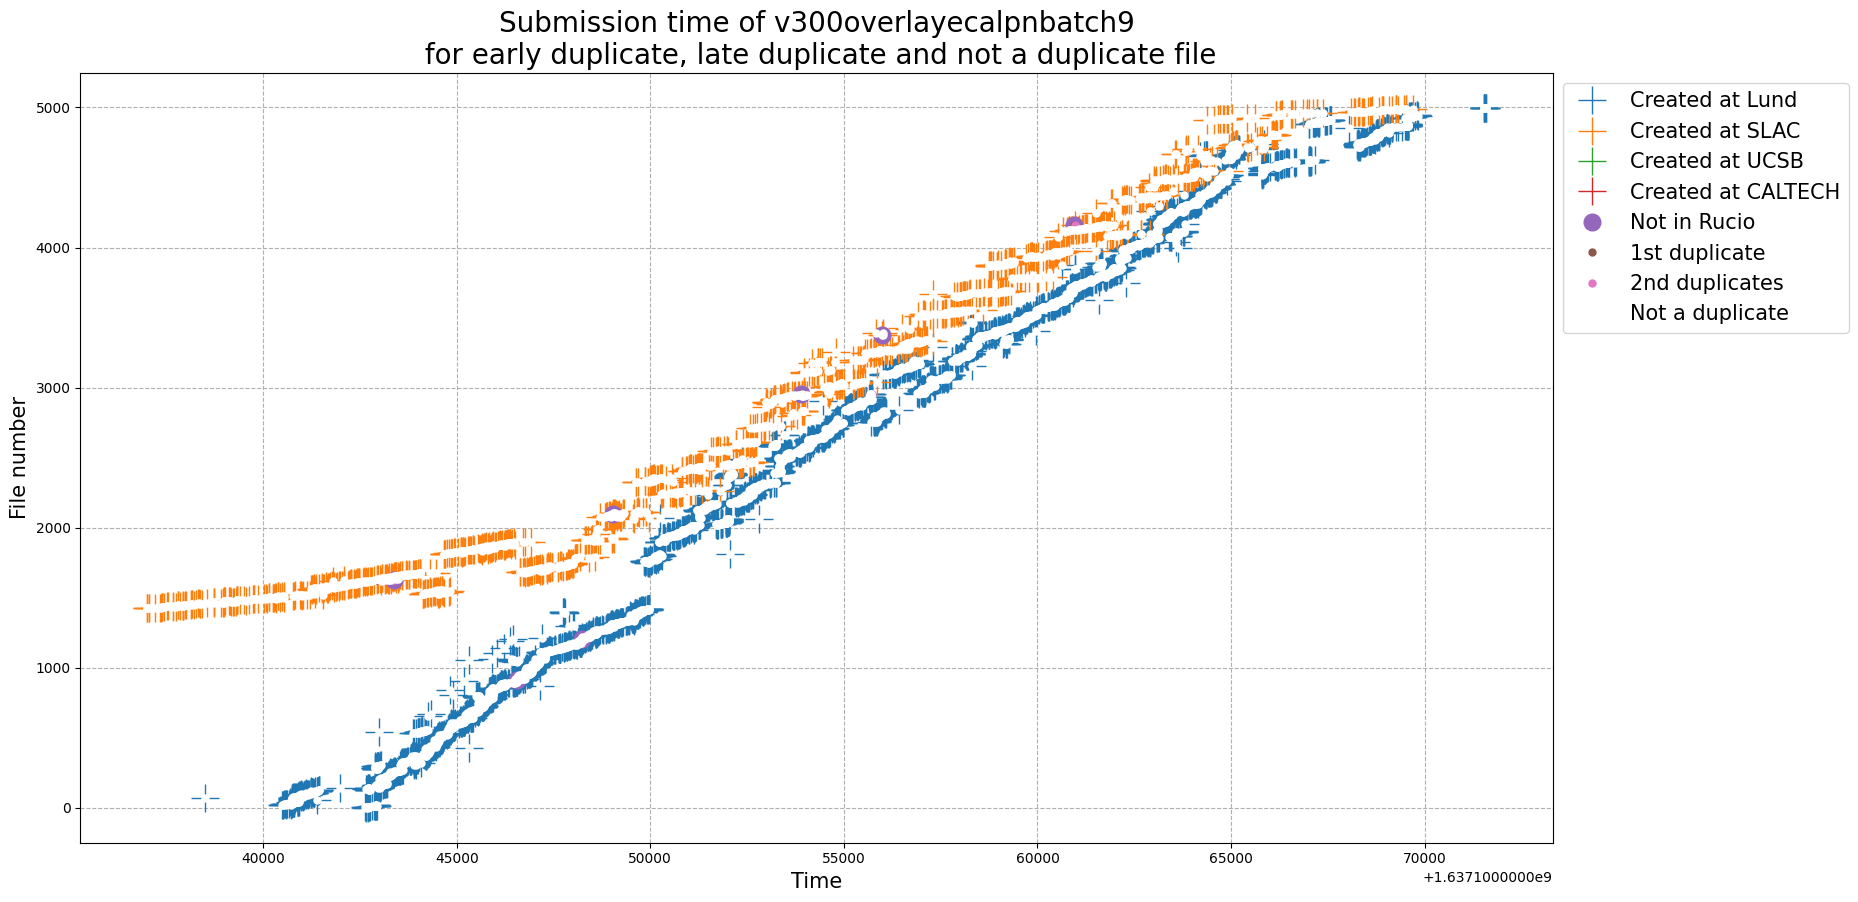 Submission time of v300overlayecalpnbatch9
for early duplicate, late duplicate and not a duplicate file
File number
5000
4000
3000
2000
1000
0
40000
45000
50000
55000
60000
65000
70000
+1.6371000000e9
Time
Created at Lund
Created at SLAC
Created at UCSB
Created at CALTECH
Not in Rucio
1st duplicate
2nd duplicates
Not a duplicate